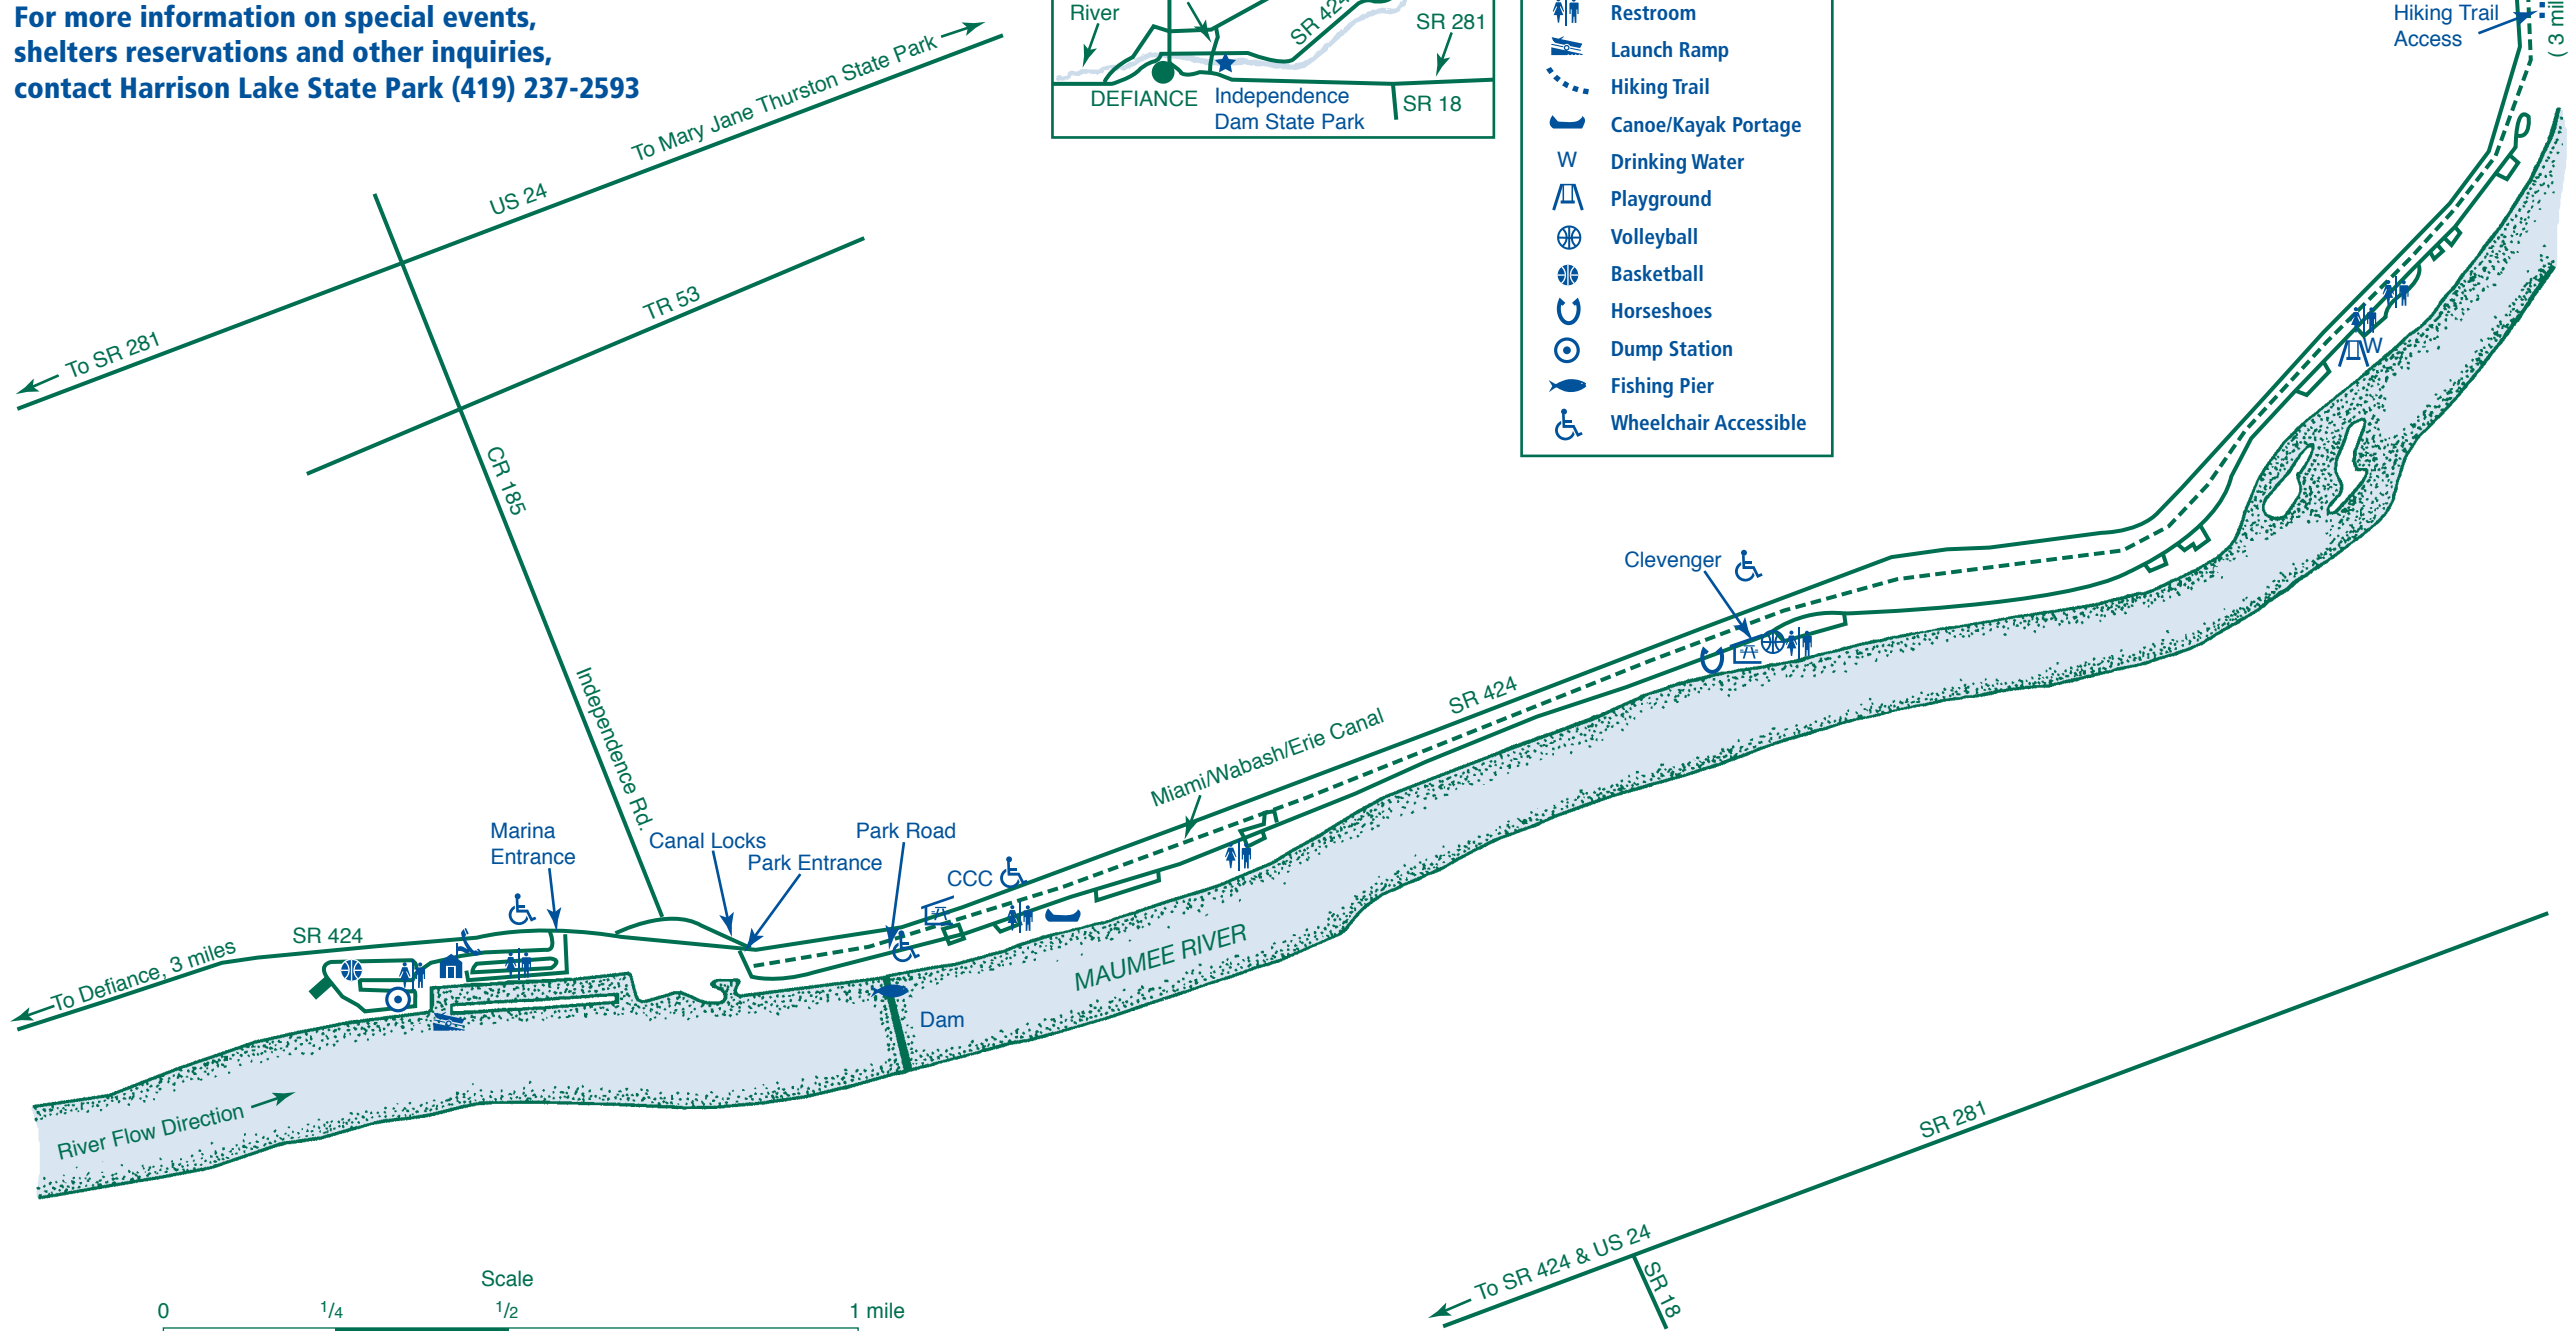 For more information on special events,
shelters reservations and other inquiries,
contact Harrison Lake State Park (419) 237-2593
River
SR 424
SR 281
DEFIANCE
Independence
Dam State Park
SR 18
Restroom
Launch Ramp
Hiking Trail
Canoe/Kayak Portage
W Drinking Water
Playground
Volleyball
Basketball
Horseshoes
Dump Station
Fishing Pier
Wheelchair Accessible
Hiking Trail
Access
To Mary Jane Thurston State Park
US 24
To SR 281
TR 53
CR 185
Independence Rd.
W
Clevenger
SR 424
Miami/Wabash/Erie Canal
Marina
Entrance
Canal Locks
Park Entrance
Park Road
CCC
SR 424
To Defiance, 3 miles
MAUMEE RIVER
Dam
River Flow Direction
SR 281
To SR 424 & US 24
SR 18
Scale
0 1/4 1/2 1 mile